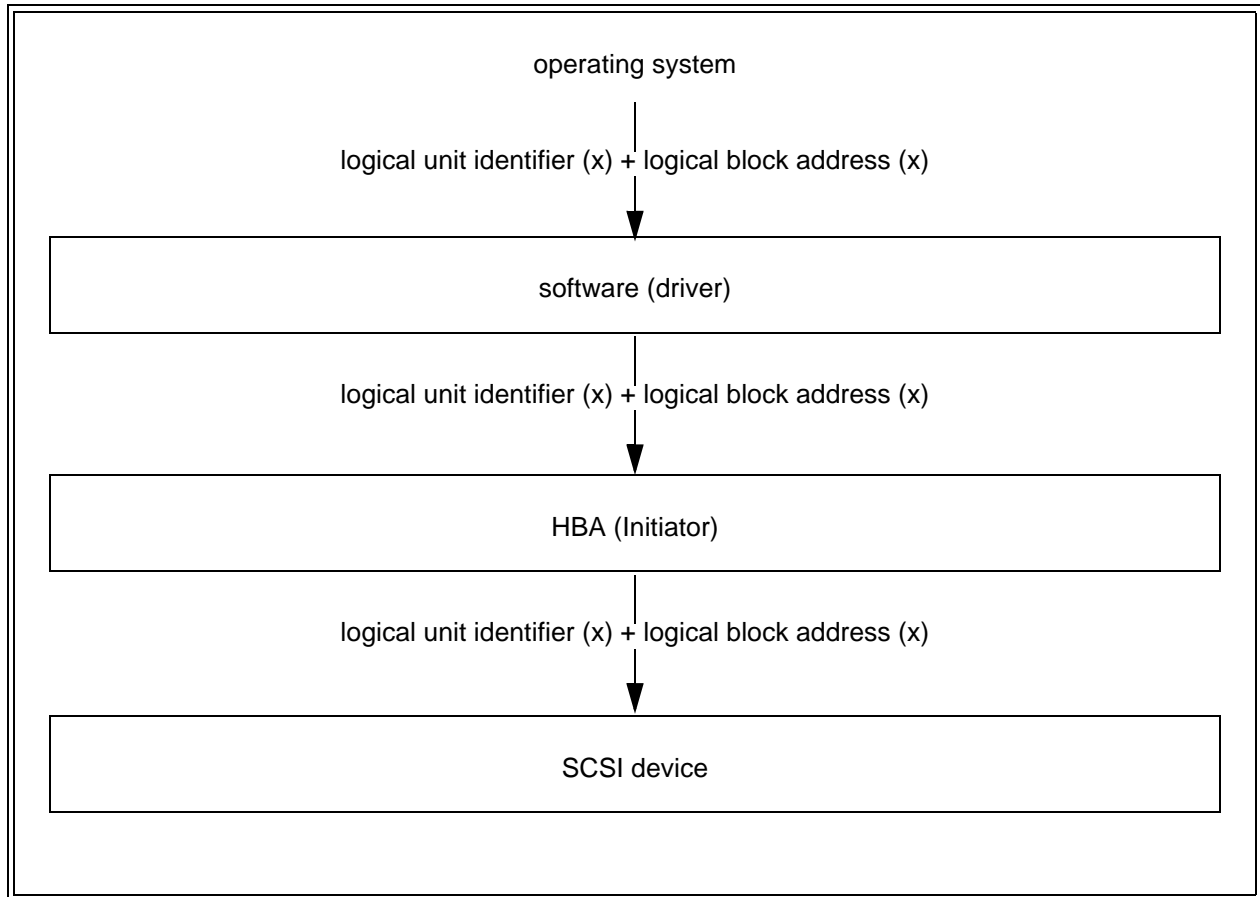 operating system
logical unit identifier (x) + logical block address (x)
software (driver)
logical unit identifier (x) + logical block address (x)
HBA (Initiator)
logical unit identifier (x) + logical block address (x)
SCSI device